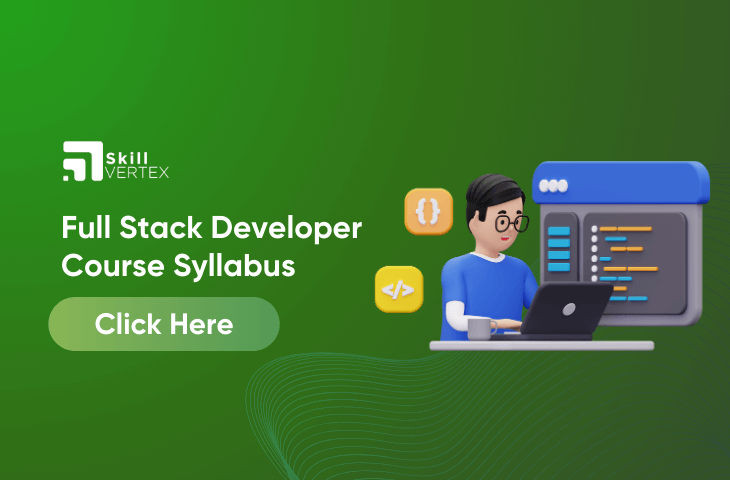 Skill
VERTEX
Full Stack Developer
Course Syllabus
Click Here
{}
</>